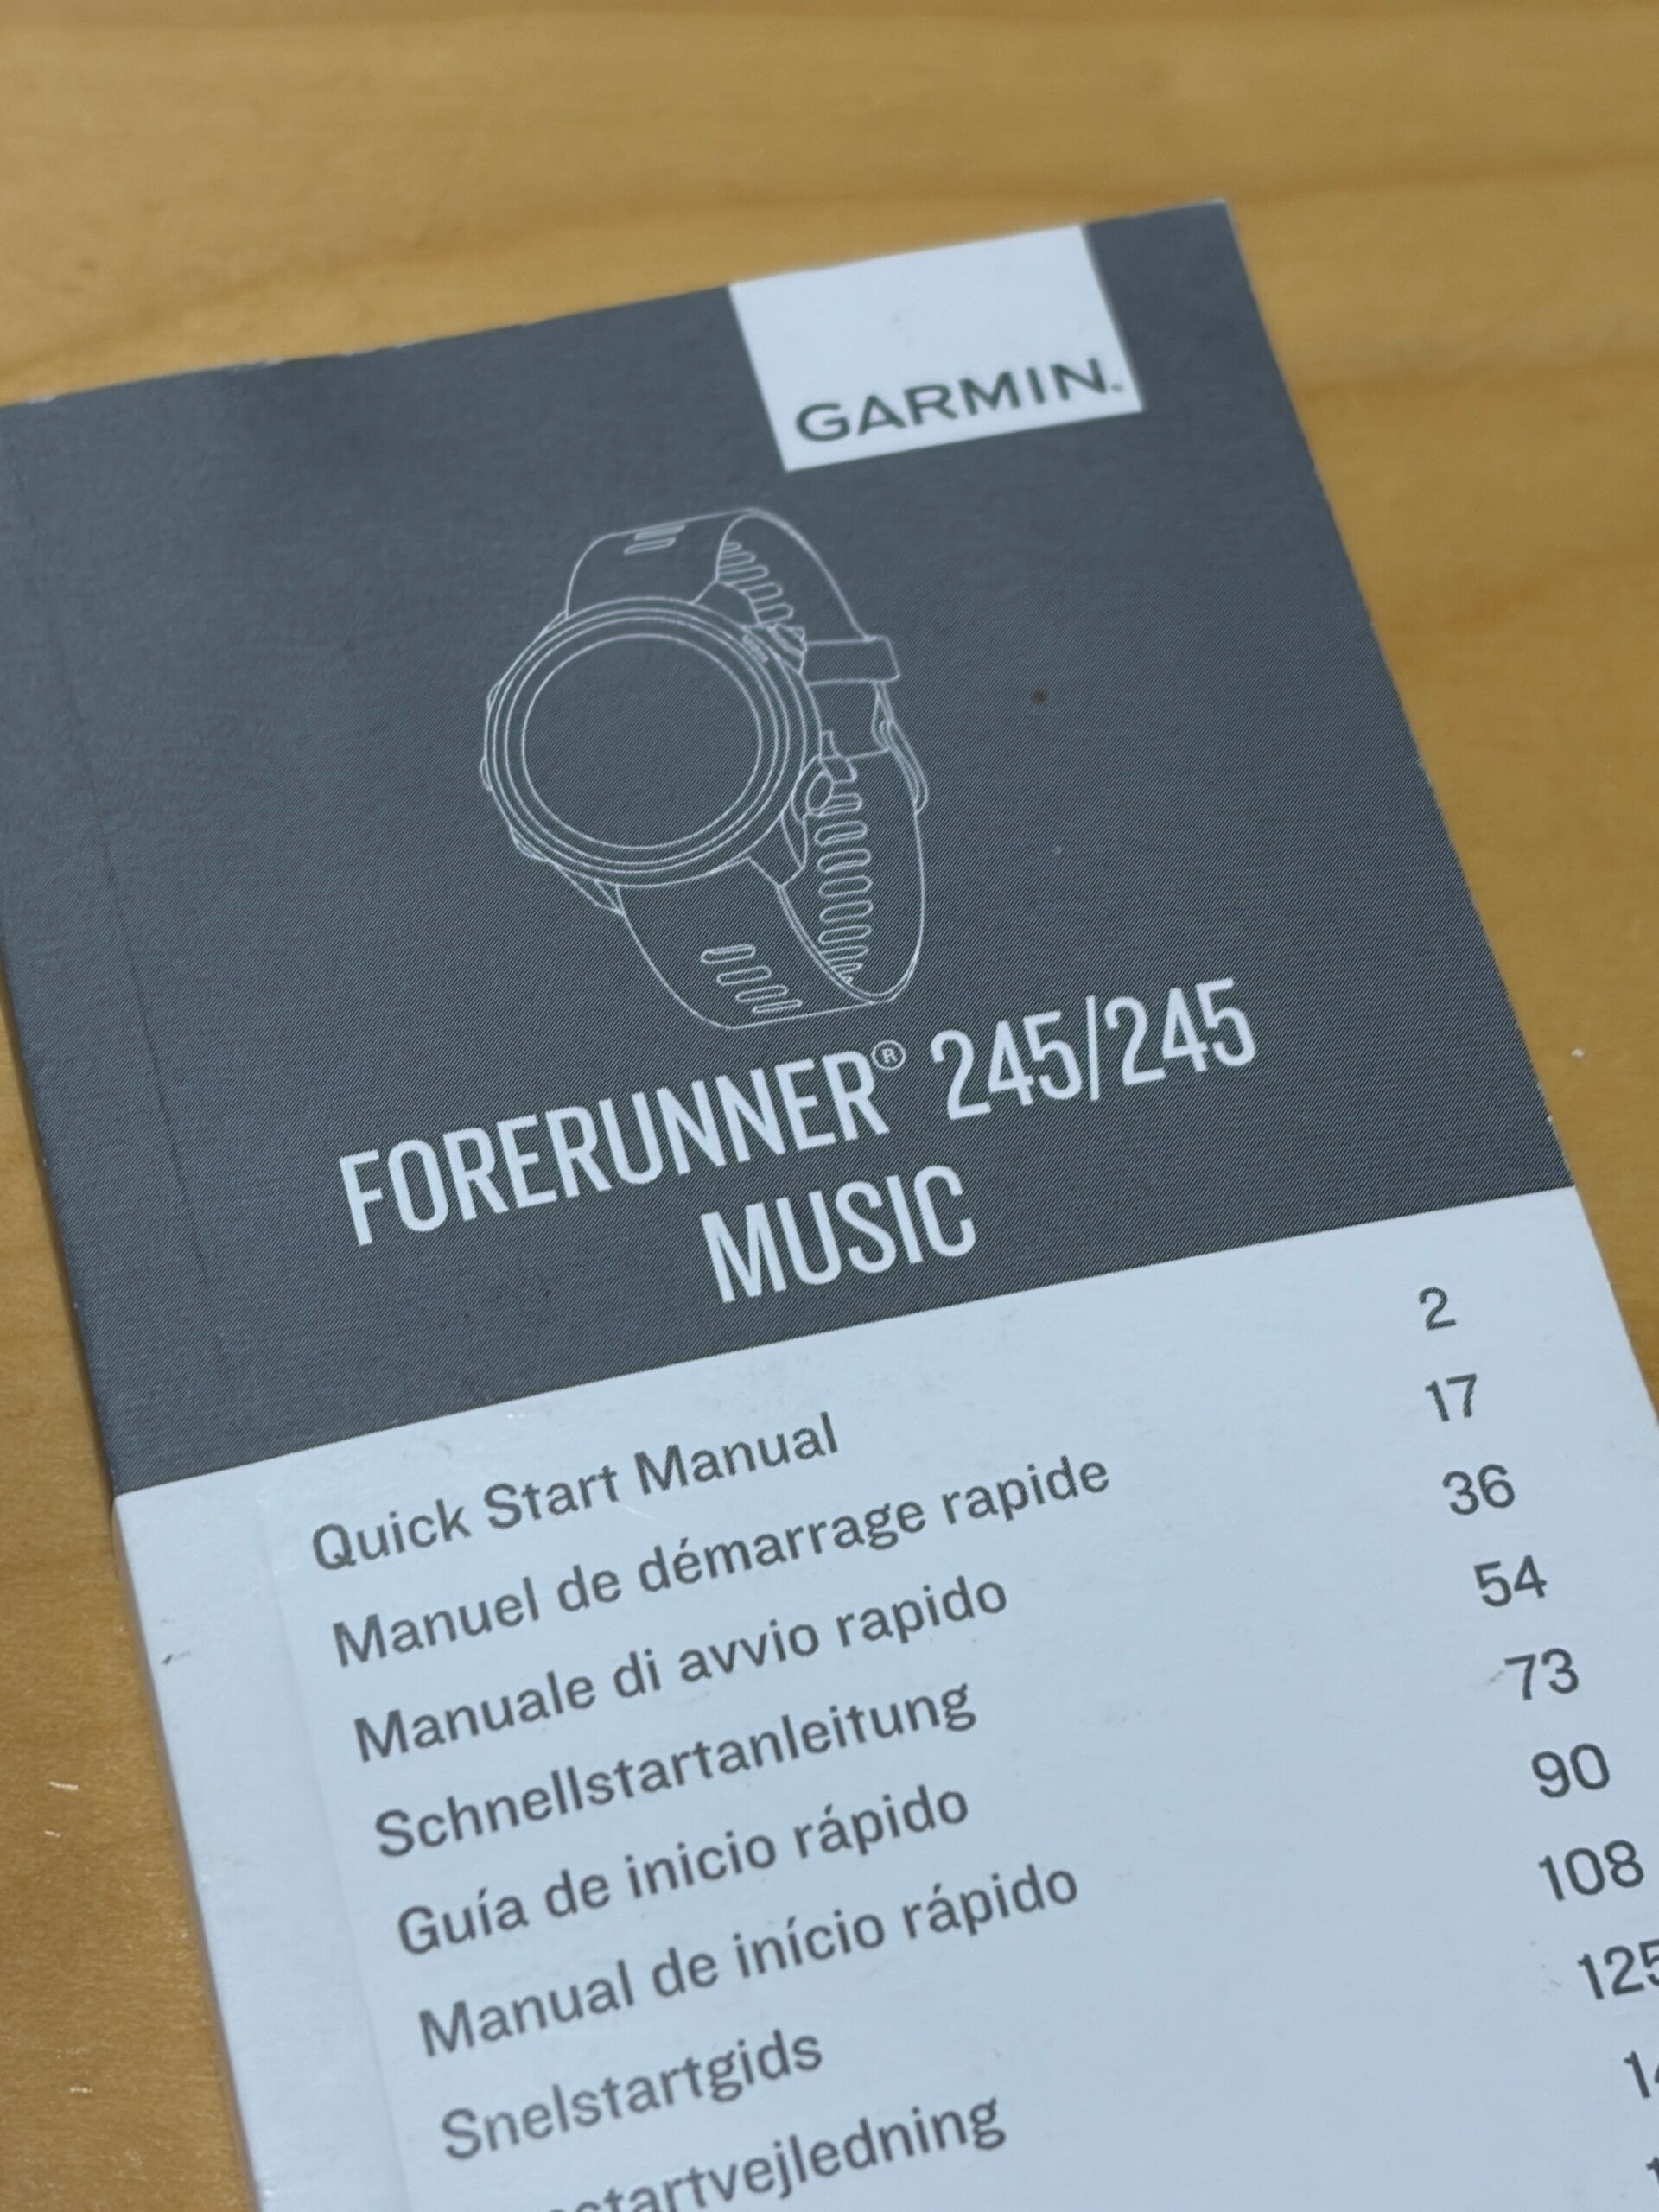 GARMIN.
FORERUNNER® 245/245
MUSIC
Quick Start Manual 2
Manuel de démarrage rapide 17
Manuale di avvio rapido 36
Schnellstartanleitung 54
Guía de inicio rápido 73
Manual de início rápido 90
Snelstartgids 108
125